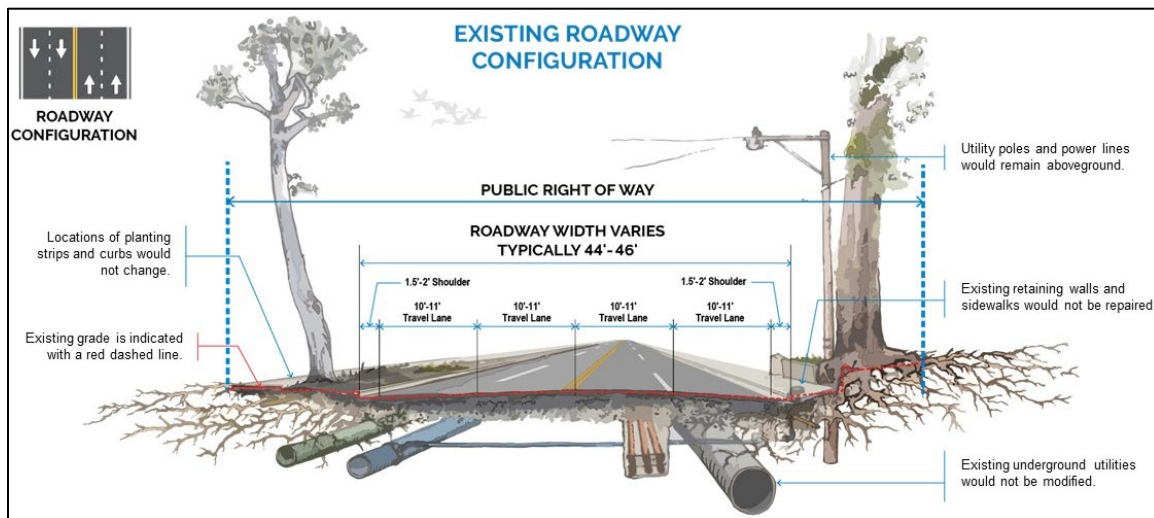 EXISTING ROADWAY
CONFIGURATION
ROADWAY
CONFIGURATION
Utility poles and power lines
would remain aboveground.
PUBLIC RIGHT OF WAY
ROADWAY WIDTH VARIES
TYPICALLY 44'- 46'
Locations of planting
strips and curbs would
not change.
1.5'-2' Shoulder
1.5'-2' Shoulder
10'-11'
Travel Lane
10'-11'
Travel Lane
10'-11'
Travel Lane
10'-11'
Travel Lane
Existing retaining walls and
sidewalks would not be repaired
Existing grade is indicated
with a red dashed line.
Existing underground utilities
would not be modified.